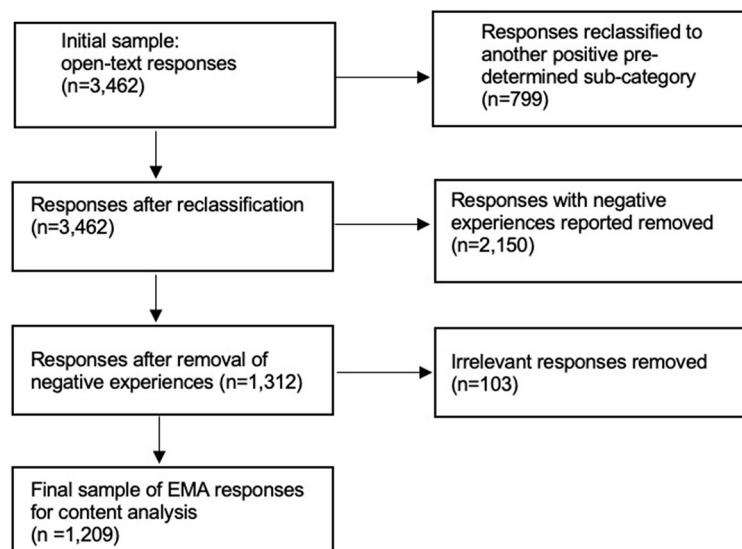 Initial sample:
open-text responses
(n=3,462)
Responses reclassified to
another positive pre-
determined sub-category
(n=799)
Responses after reclassification
(n=3,462)
Responses with negative
experiences reported removed
(n=2,150)
Responses after removal of
negative experiences (n=1,312)
Irrelevant responses removed
(n=103)
Final sample of EMA responses
for content analysis
(n =1,209)